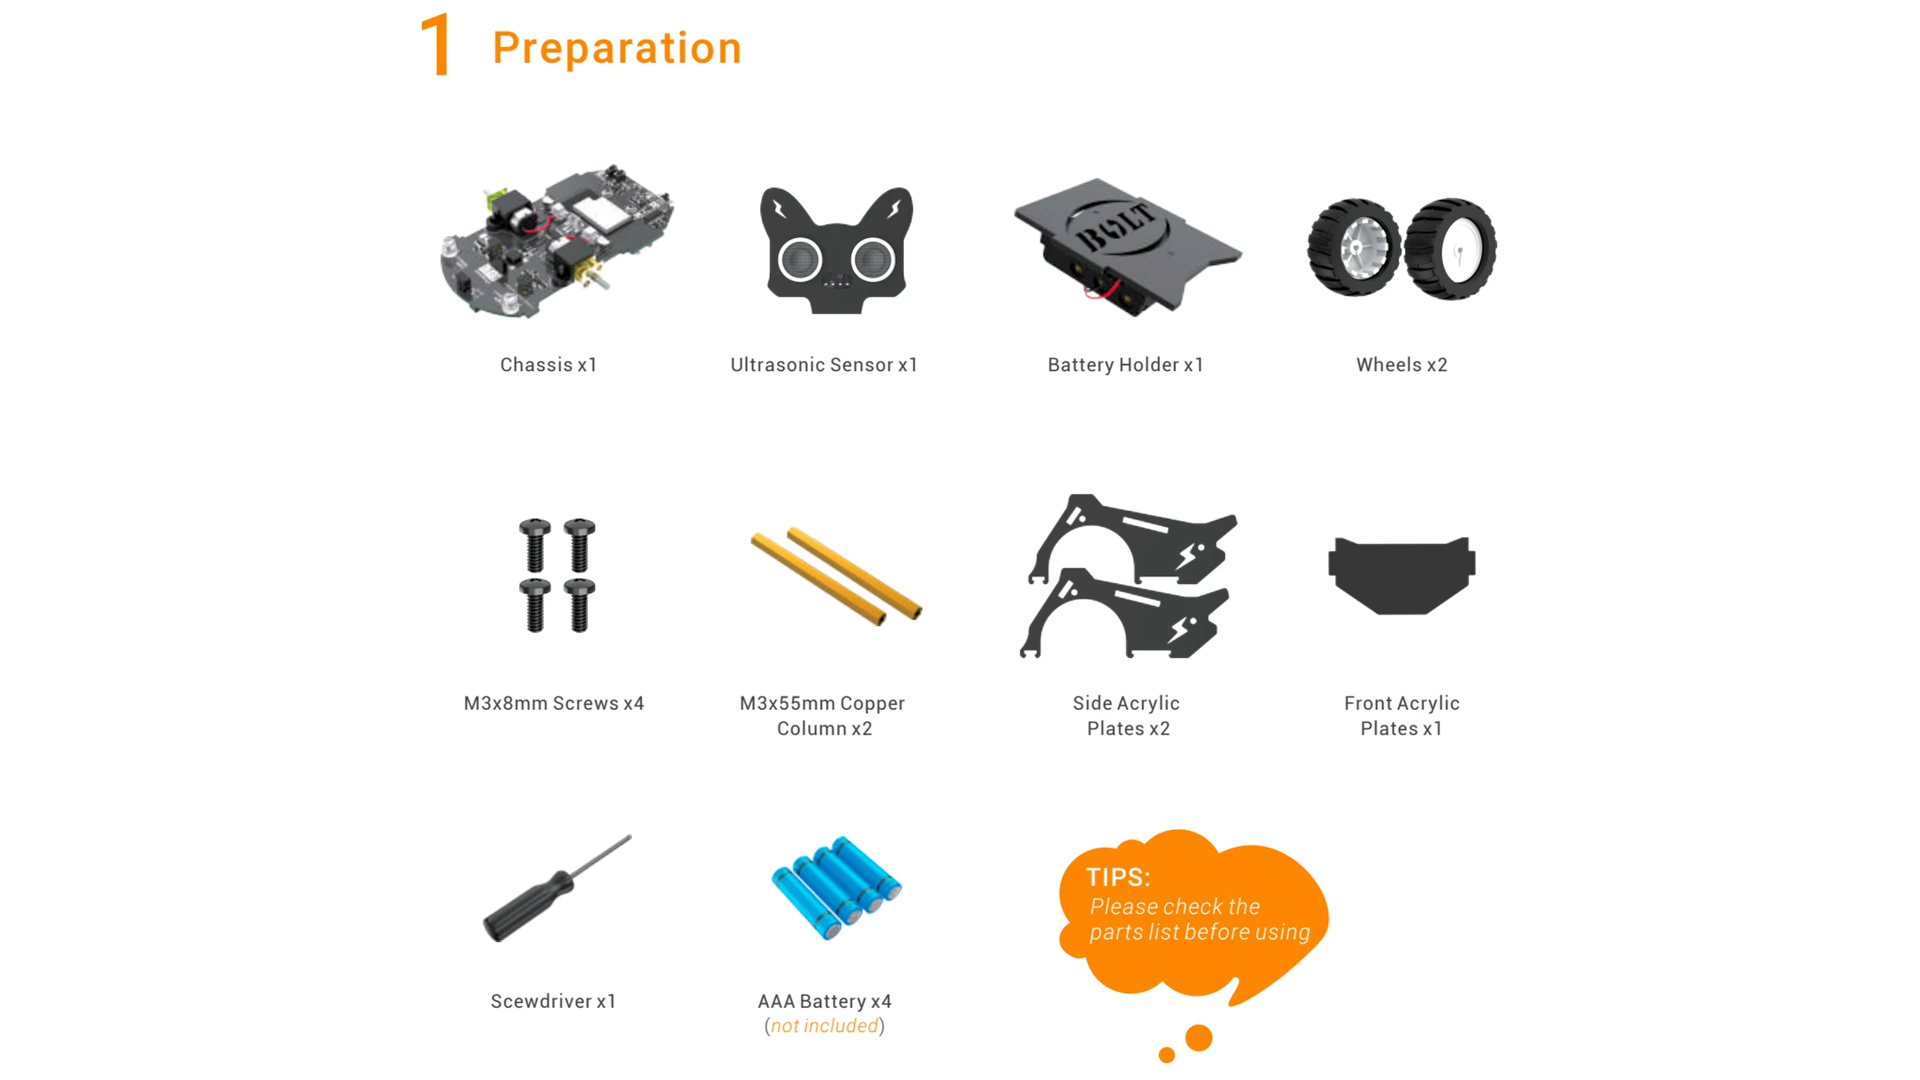 1 Preparation
BOLT
Chassis x1
Ultrasonic Sensor x1
Battery Holder x1
Wheels x2
M3x8mm Screws x4
M3x55mm Copper
Column x2
Side Acrylic
Plates x2
Front Acrylic
Plates x1
Scewdriver x1
AAA Battery x4
(not included)
TIPS:
Please check the
parts list before using